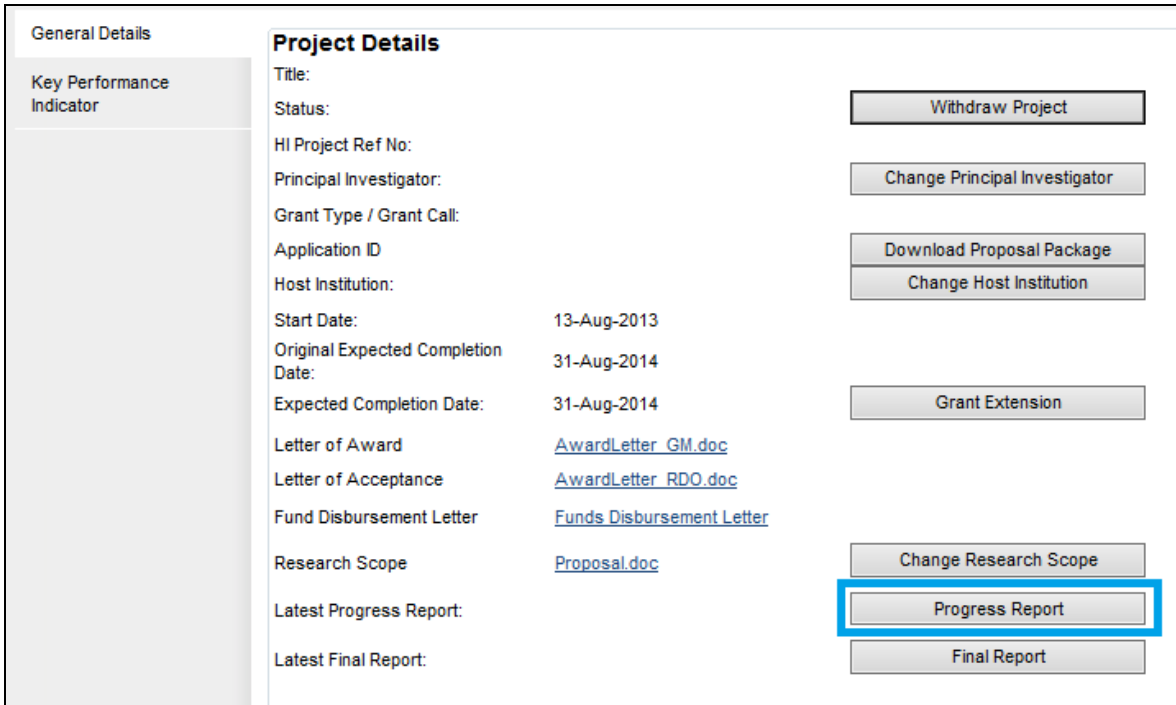 General Details
Key Performance
Indicator
Project Details
Title:
Status:
Withdraw Project
HI Project Ref No:
Principal Investigator:
Change Principal Investigator
Grant Type / Grant Call:
Application ID
Download Proposal Package
Host Institution:
Change Host Institution
Start Date: 13-Aug-2013
Original Expected Completion
Date: 31-Aug-2014
Expected Completion Date: 31-Aug-2014
Grant Extension
Letter of Award AwardLetter_GM.doc
Letter of Acceptance AwardLetter_RDO.doc
Fund Disbursement Letter Funds Disbursement Letter
Research Scope Proposal.doc
Change Research Scope
Latest Progress Report:
Progress Report
Latest Final Report:
Final Report